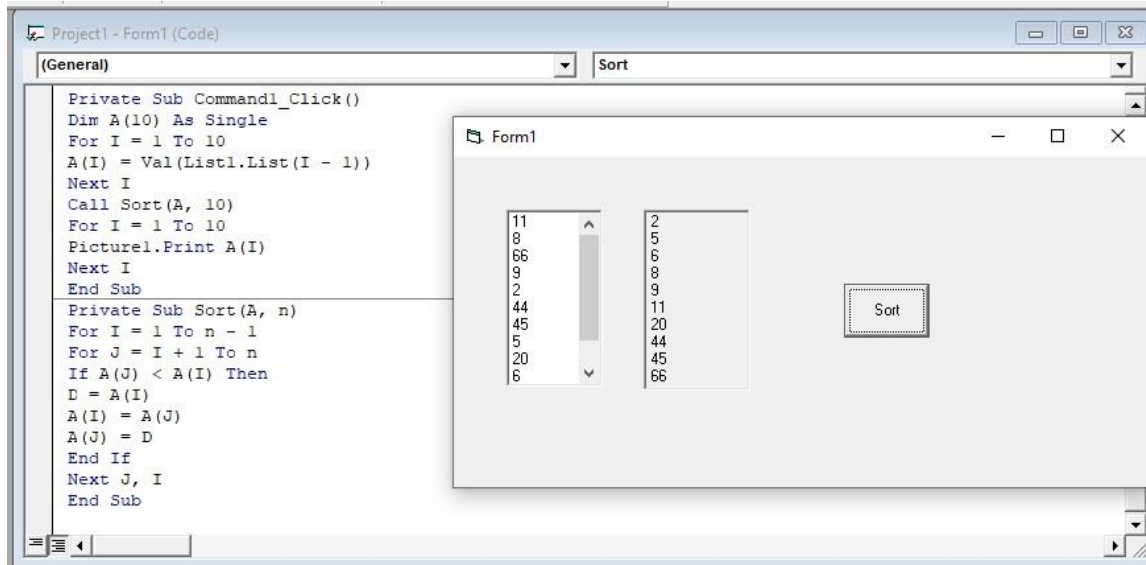 Project1 - Form1 (Code)
(General)
Sort
Private Sub Command1_Click()
Dim A(10) As Single
For I = 1 To 10
A(I) = Val(List1.List(I - 1))
Next I
Call Sort(A, 10)
For I = 1 To 10
Picture1.Print A(I)
Next I
End Sub
Private Sub Sort(A, n)
For I = 1 To n - 1
For J = I + 1 To n
If A(J) < A(I) Then
D = A(I)
A(I) = A(J)
A(J) = D
End If
Next J, I
End Sub
Form1
11
8
66
9
2
44
45
5
20
6
2
5
6
8
9
11
20
44
45
66
Sort